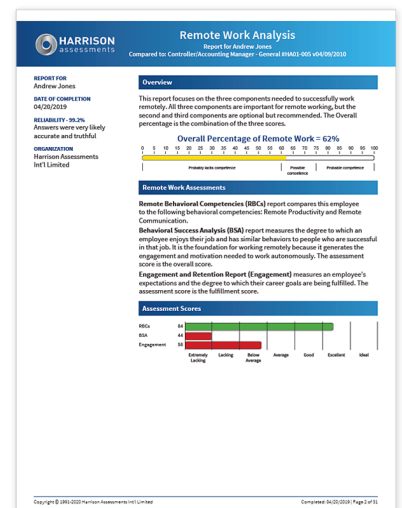 HARRISON
assessments
Remote Work Analysis
Report for Andrew Jones
Compared to: Controller/Accounting Manager - General #HA01-005 v04/09/2010
REPORT FOR
Andrew Jones
DATE OF COMPLETION
04/20/2019
RELIABILITY - 99.2%
Answers were very likely
accurate and truthful
ORGANIZATION
Harrison Assessments
Int'l Limited
Overview
This report focuses on the three components needed to successfully work
remotely. All three components are important for remote working, but the
second and third components are optional but recommended. The Overall
percentage is the combination of the three scores.
Overall Percentage of Remote Work = 62%
0 5 10 15 20 25 30 35 40 45 50 55 60 65 70 75 80 85 90 95 100
Probably lacks competence
Possible
competence
Probable competence
Remote Work Assessments
Remote Behavioral Competencies (RBCs) report compares this employee
to the following behavioral competencies: Remote Productivity and Remote
Communication.
Behavioral Success Analysis (BSA) report measures the degree to which an
employee enjoys their job and has similar behaviors to people who are successful
in that job. It is the foundation for working remotely because it generates the
engagement and motivation needed to work autonomously. The assessment
score is the overall score.
Engagement and Retention Report (Engagement) measures an employee's
expectations and the degree to which their career goals are being fulfilled. The
assessment score is the fulfillment score.
Assessment Scores
RBCs 84
BSA 44
Engagement 58
Extremely
Lacking
Lacking
Below
Average
Average
Good
Excellent
Ideal
Copyright © 1991-2020 Harrison Assessments Int'l Limited
Completed: 04/20/2019 | Page 2 of 31